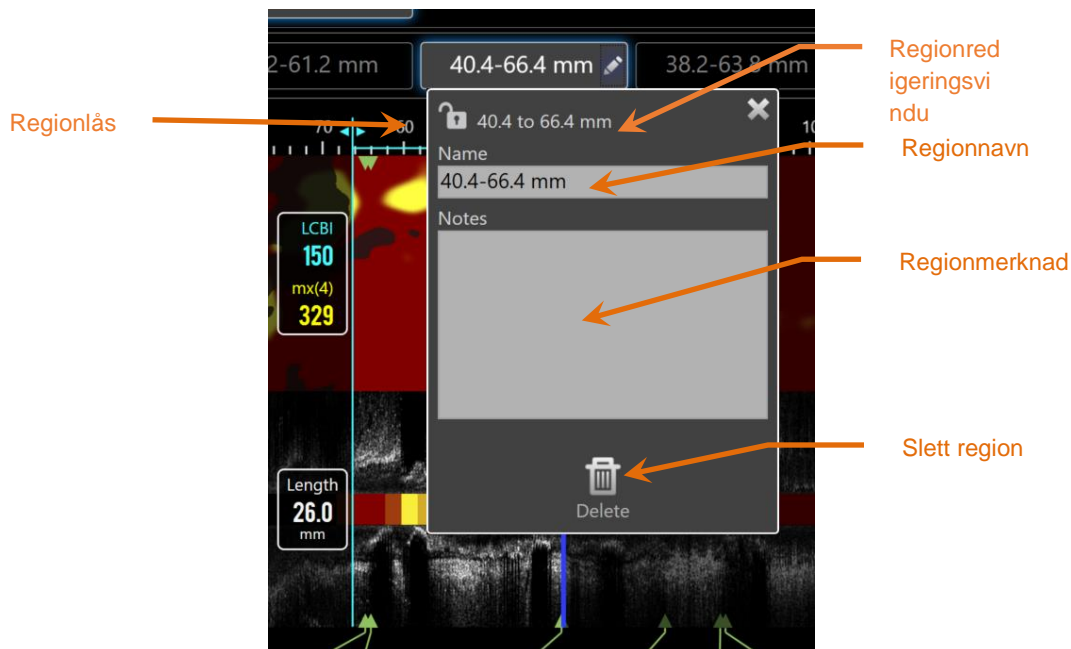 2-61.2 mm
40.4-66.4 mm
38.2-63.8 mm
Regionred
igeringsvi
ndu
Regionlås
70
60
10
40.4 to 66.4 mm
Name
Regionnavn
40.4-66.4 mm
Notes
LCBI
150
mx(4)
329
Regionmerknad
Slett region
Length
26.0
mm
Delete